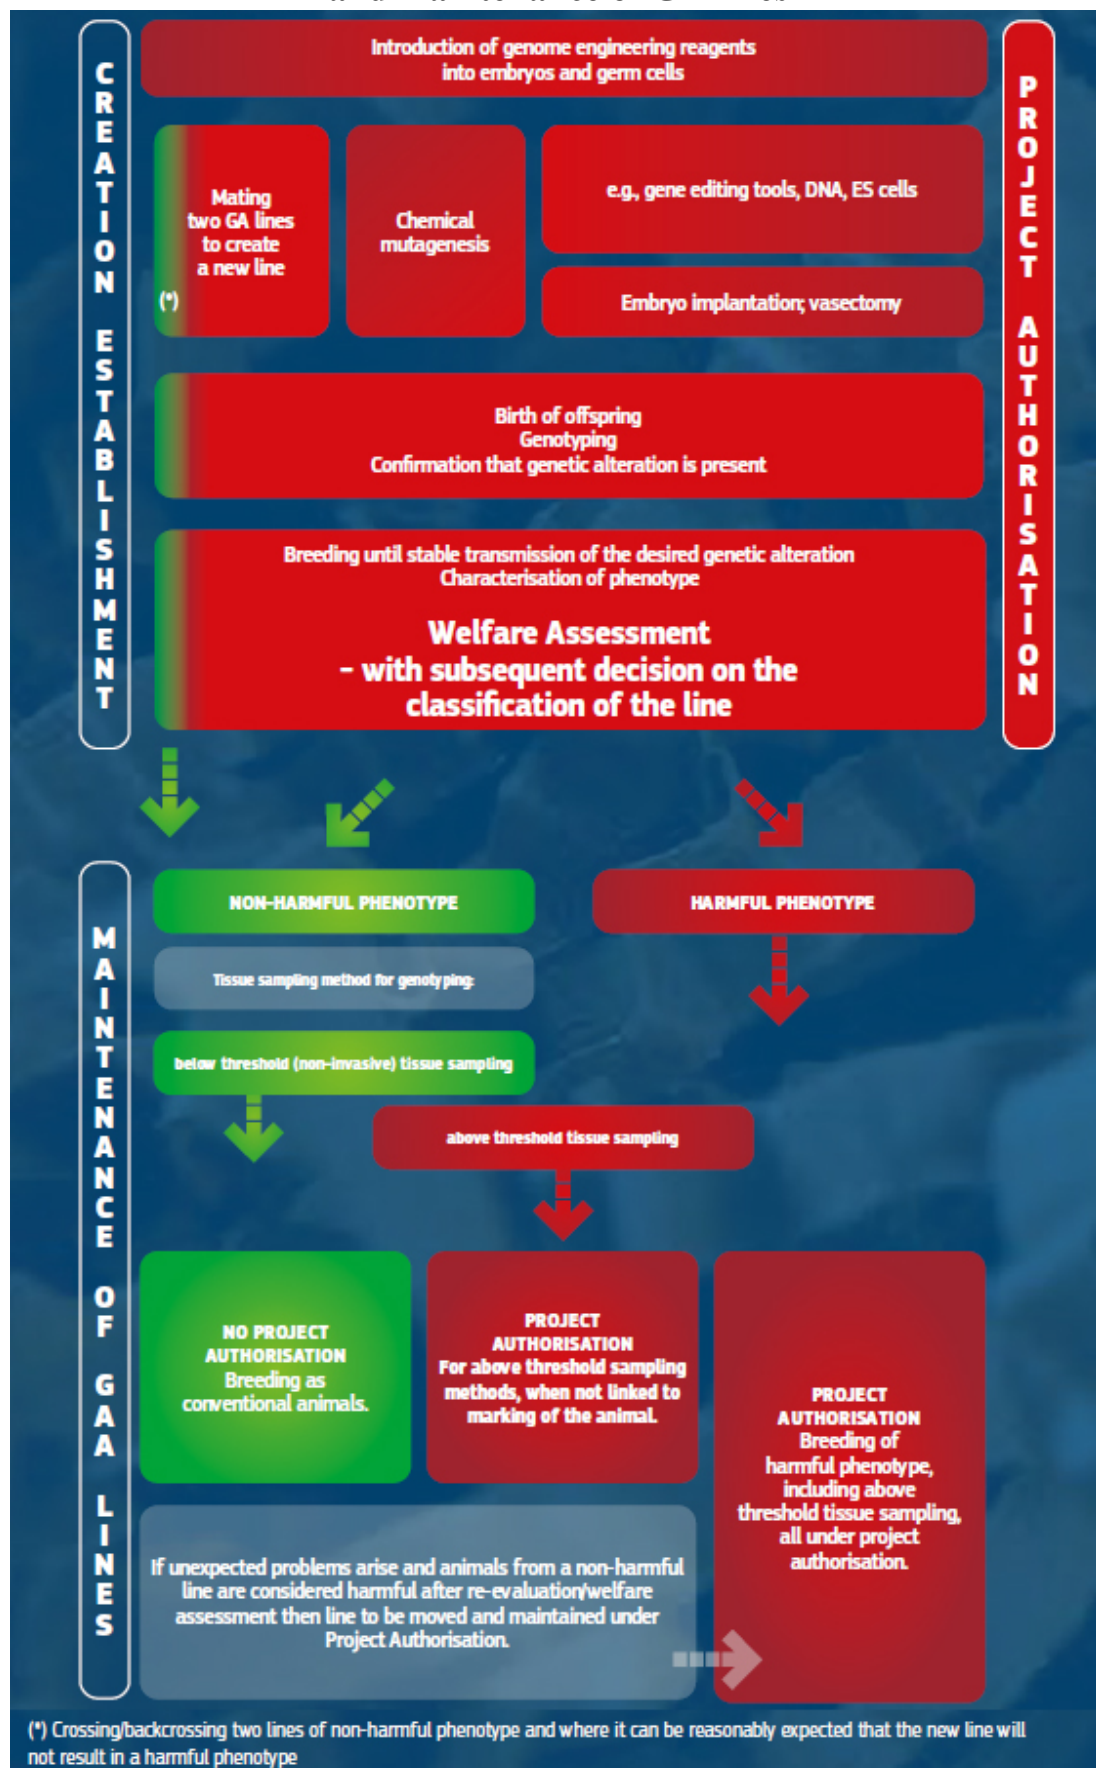 CREATION ESTABLISHMENT
PROJECT AUTHORISATION
Introduction of genome engineering reagents
into embryos and germ cells
Mating
two GA lines
to create
a new line
(*)
Chemical
mutagenesis
e.g., gene editing tools, DNA, ES cells
Embryo implantation; vasectomy
Birth of offspring
Genotyping
Confirmation that genetic alteration is present
Breeding until stable transmission of the desired genetic alteration
Characterisation of phenotype
Welfare Assessment
- with subsequent decision on the
classification of the line
MAINTENANCE OF GAA LINES
NON-HARMFUL PHENOTYPE
HARMFUL PHENOTYPE
Tissue sampling method for genotyping:
below threshold (non-invasive) tissue sampling
above threshold tissue sampling
NO PROJECT
AUTHORISATION
Breeding as
conventional animals.
PROJECT
AUTHORISATION
For above threshold sampling
methods, when not linked to
marking of the animal.
PROJECT
AUTHORISATION
Breeding of
harmful phenotype,
including above
threshold tissue sampling,
all under project
authorisation.
If unexpected problems arise and animals from a non-harmful
line are considered harmful after re-evaluation/welfare
assessment then line to be moved and maintained under
Project Authorisation.
(*) Crossing/backcrossing two lines of non-harmful phenotype and where it can be reasonably expected that the new line will
not result in a harmful phenotype